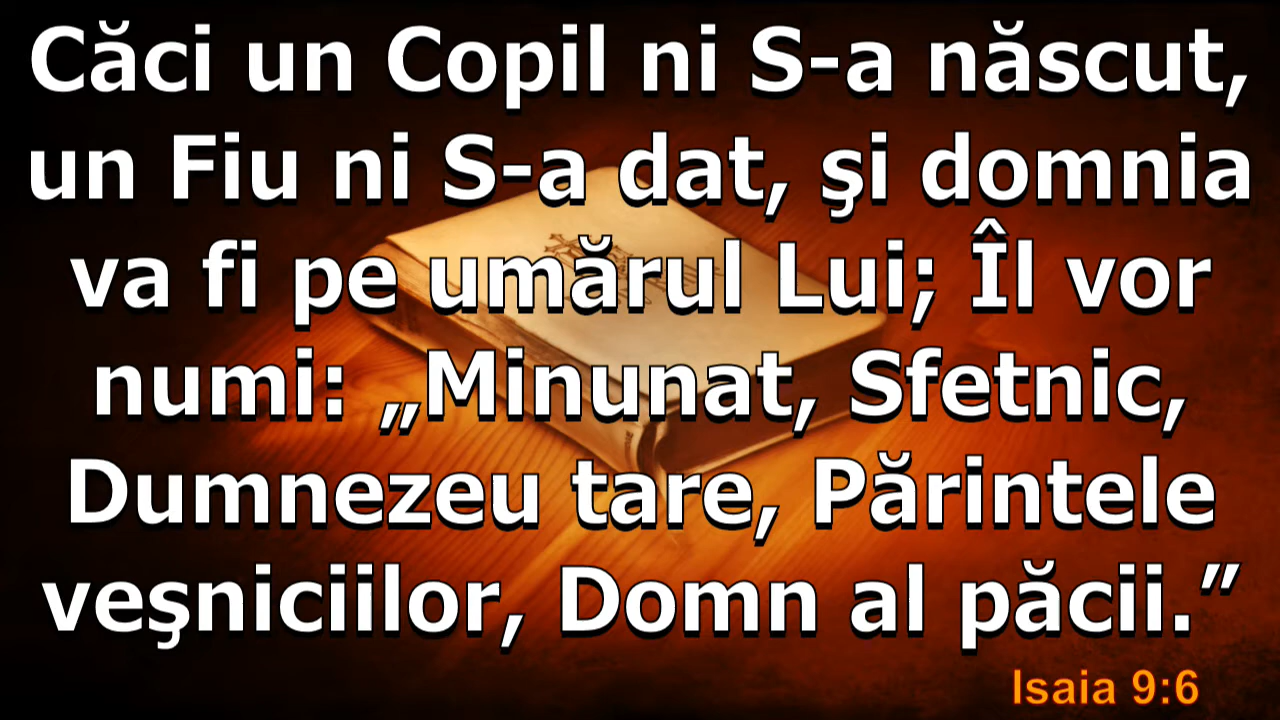 Căci un Copil ni S-a născut,
un Fiu ni S-a dat, şi domnia
va fi pe umărul Lui; Îl vor
numi: „Minunat, Sfetnic,
Dumnezeu tare, Părintele
veşniciilor, Domn al păcii.”
Isaia 9:6